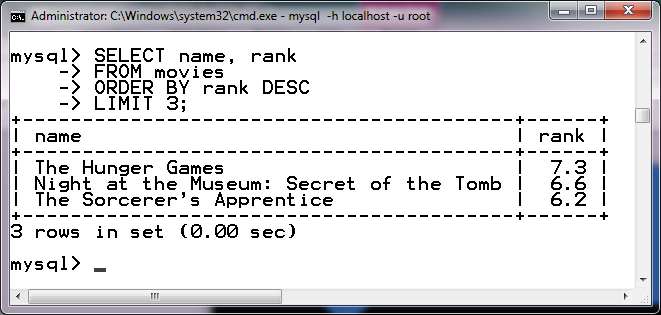 Administrator: C:\Windows\system32\cmd.exe - mysql  -h localhost -u root
mysql> SELECT name, rank
    -> FROM movies
    -> ORDER BY rank DESC
    -> LIMIT 3;
+----------------------------------------+------+
| name                                   | rank |
+----------------------------------------+------+
| The Hunger Games                       |  7.3 |
| Night at the Museum: Secret of the Tomb |  6.6 |
| The Sorcerer's Apprentice              |  6.2 |
+----------------------------------------+------+
3 rows in set (0.00 sec)
mysql> _